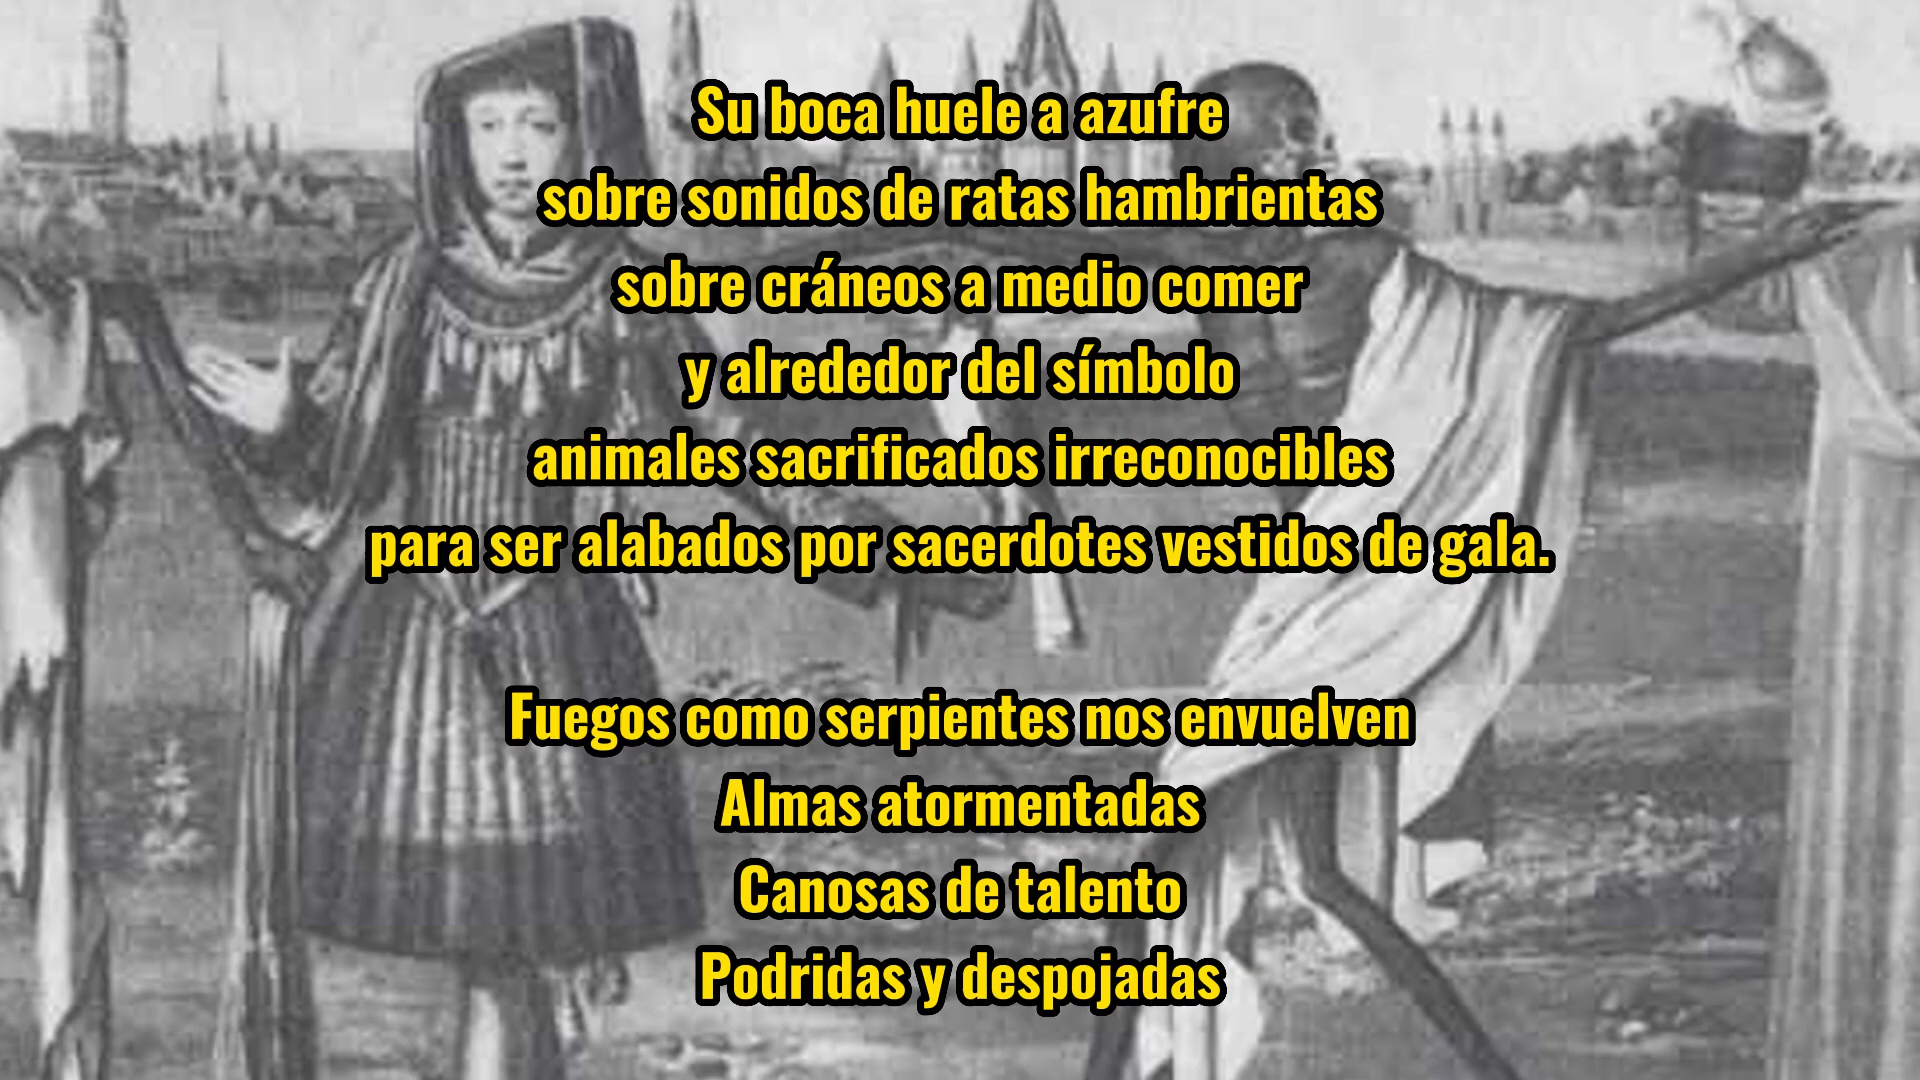 Su boca huele a azufre
sobre sonidos de ratas hambrientas
sobre cráneos a medio comer
y alrededor del símbolo
animales sacrificados irreconocibles
para ser alabados por sacerdotes vestidos de gala.
Fuegos como serpientes nos envuelven
Almas atormentadas
Canosas de talento
Podridas y despojadas